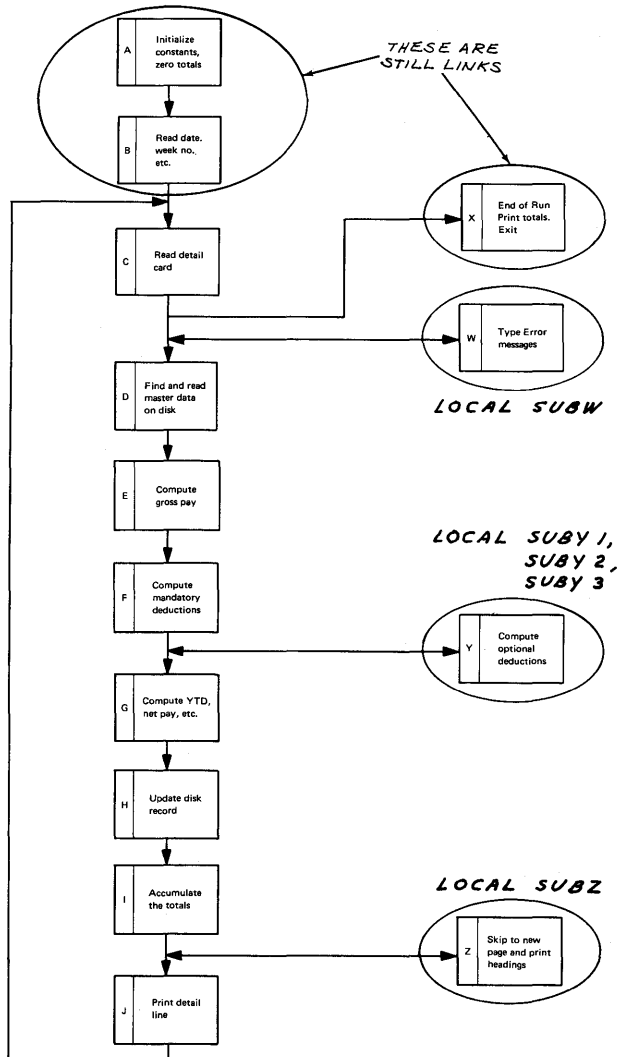 A
Initialize
constants,
zero totals
THESE ARE
STILL LINKS
B
Read date,
week no.,
etc.
X
End of Run
Print totals.
Exit
C
Read detail
card
W
Type Error
messages
LOCAL SUBW
D
Find and read
master data
on disk
E
Compute
gross pay
LOCAL SUBY 1,
SUBY 2,
SUBY 3
F
Compute
mandatory
deductions
Y
Compute
optional
deductions
G
Compute YTD,
net pay, etc.
H
Update disk
record
LOCAL SUBZ
I
Accumulate
the totals
Z
Skip to new
page and print
headings
J
Print detail
line